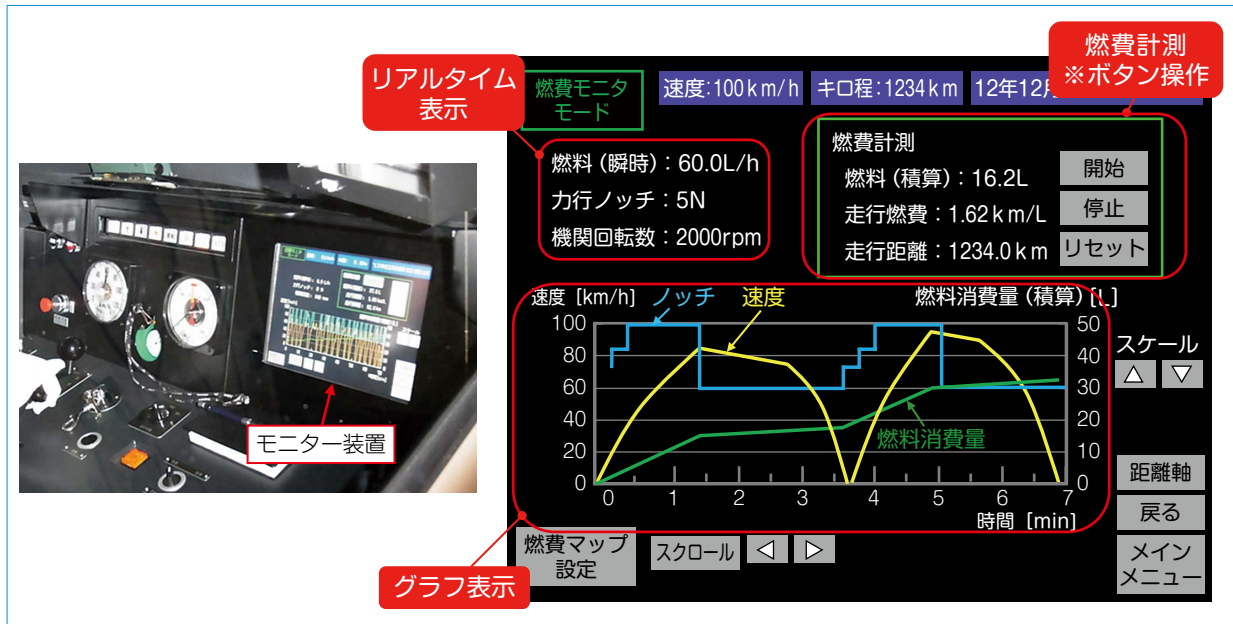 リアルタイム
表示
燃費計測
※ボタン操作
燃費モニタ
モード
速度:100km/h
キロ程:1234km
12年12月
燃料(瞬時):60.0L/h
力行ノッチ:5N
機関回転数:2000rpm
燃費計測
燃料(積算):16.2L
走行燃費:1.62km/L
走行距離:1234.0km
開始
停止
リセット
モニター装置
速度 [km/h]
ノッチ
速度
燃料消費量(積算) [L]
100
80
60
40
20
0
50
40
30
20
10
0
燃料消費量
0 1 2 3 4 5 6 7
時間 [min]
スケール
△ ▽
距離軸
戻る
メイン
メニュー
燃費マップ
設定
スクロール
◁ ▷
グラフ表示